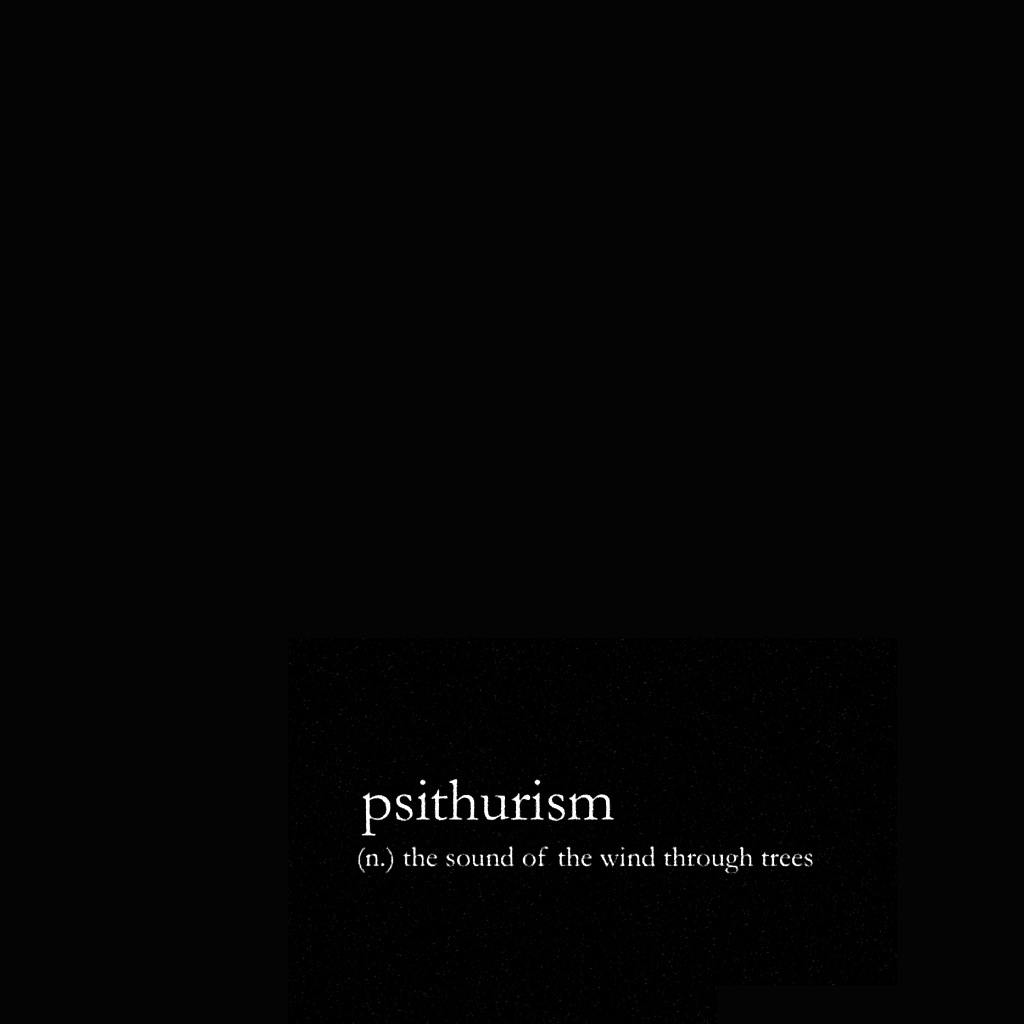 psithurism
(n.) the sound of the wind through trees